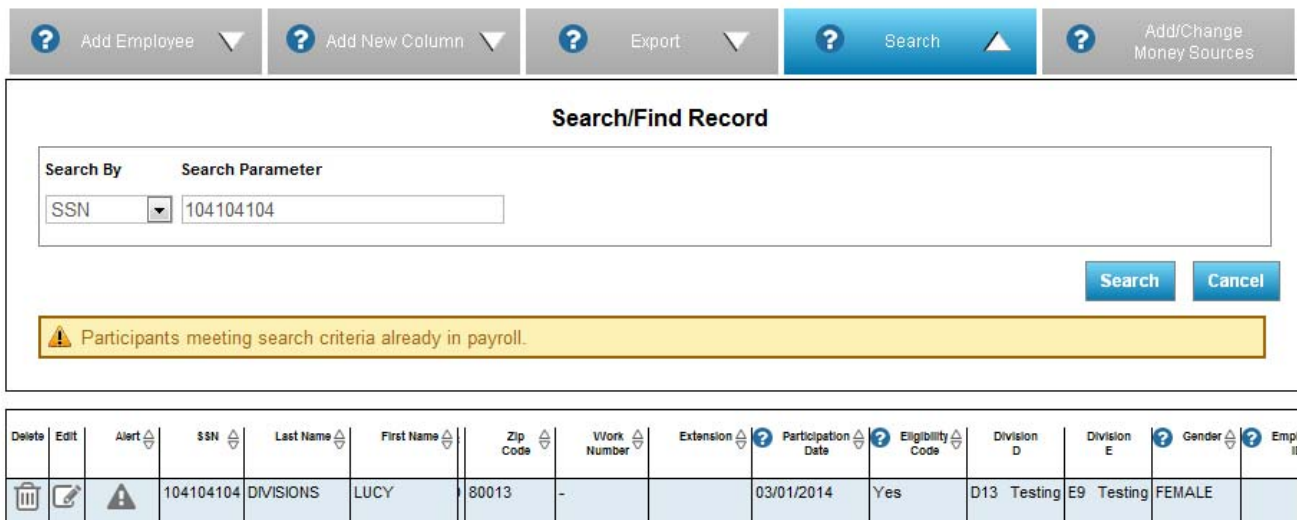 ? Add Employee ? Add New Column ? Export ? Search ? Add/Change
Money Sources
Search/Find Record
Search By Search Parameter
SSN 104104104
Search Cancel
Participants meeting search criteria already in payroll.
Delete Edit Alert SSN Last Name First Name Zip Code Work Number Extension ? Participation Date ? Eligibility Code Division D Division E ? Gender ?
104104104 DIVISIONS LUCY 80013 - 03/01/2014 Yes D13 Testing E9 Testing FEMALE